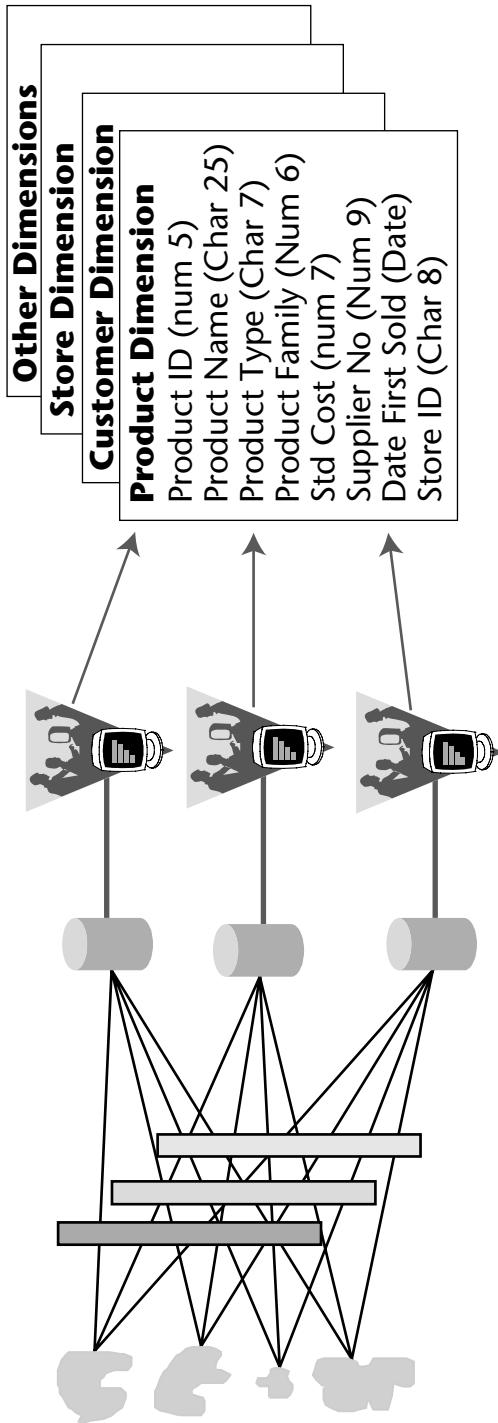 Other Dimensions
Store Dimension
Customer Dimension
Product Dimension
Product ID (num 5)
Product Name (Char 25)
Product Type (Char 7)
Product Family (Num 6)
Std Cost (num 7)
Supplier No (Num 9)
Date First Sold (Date)
Store ID (Char 8)